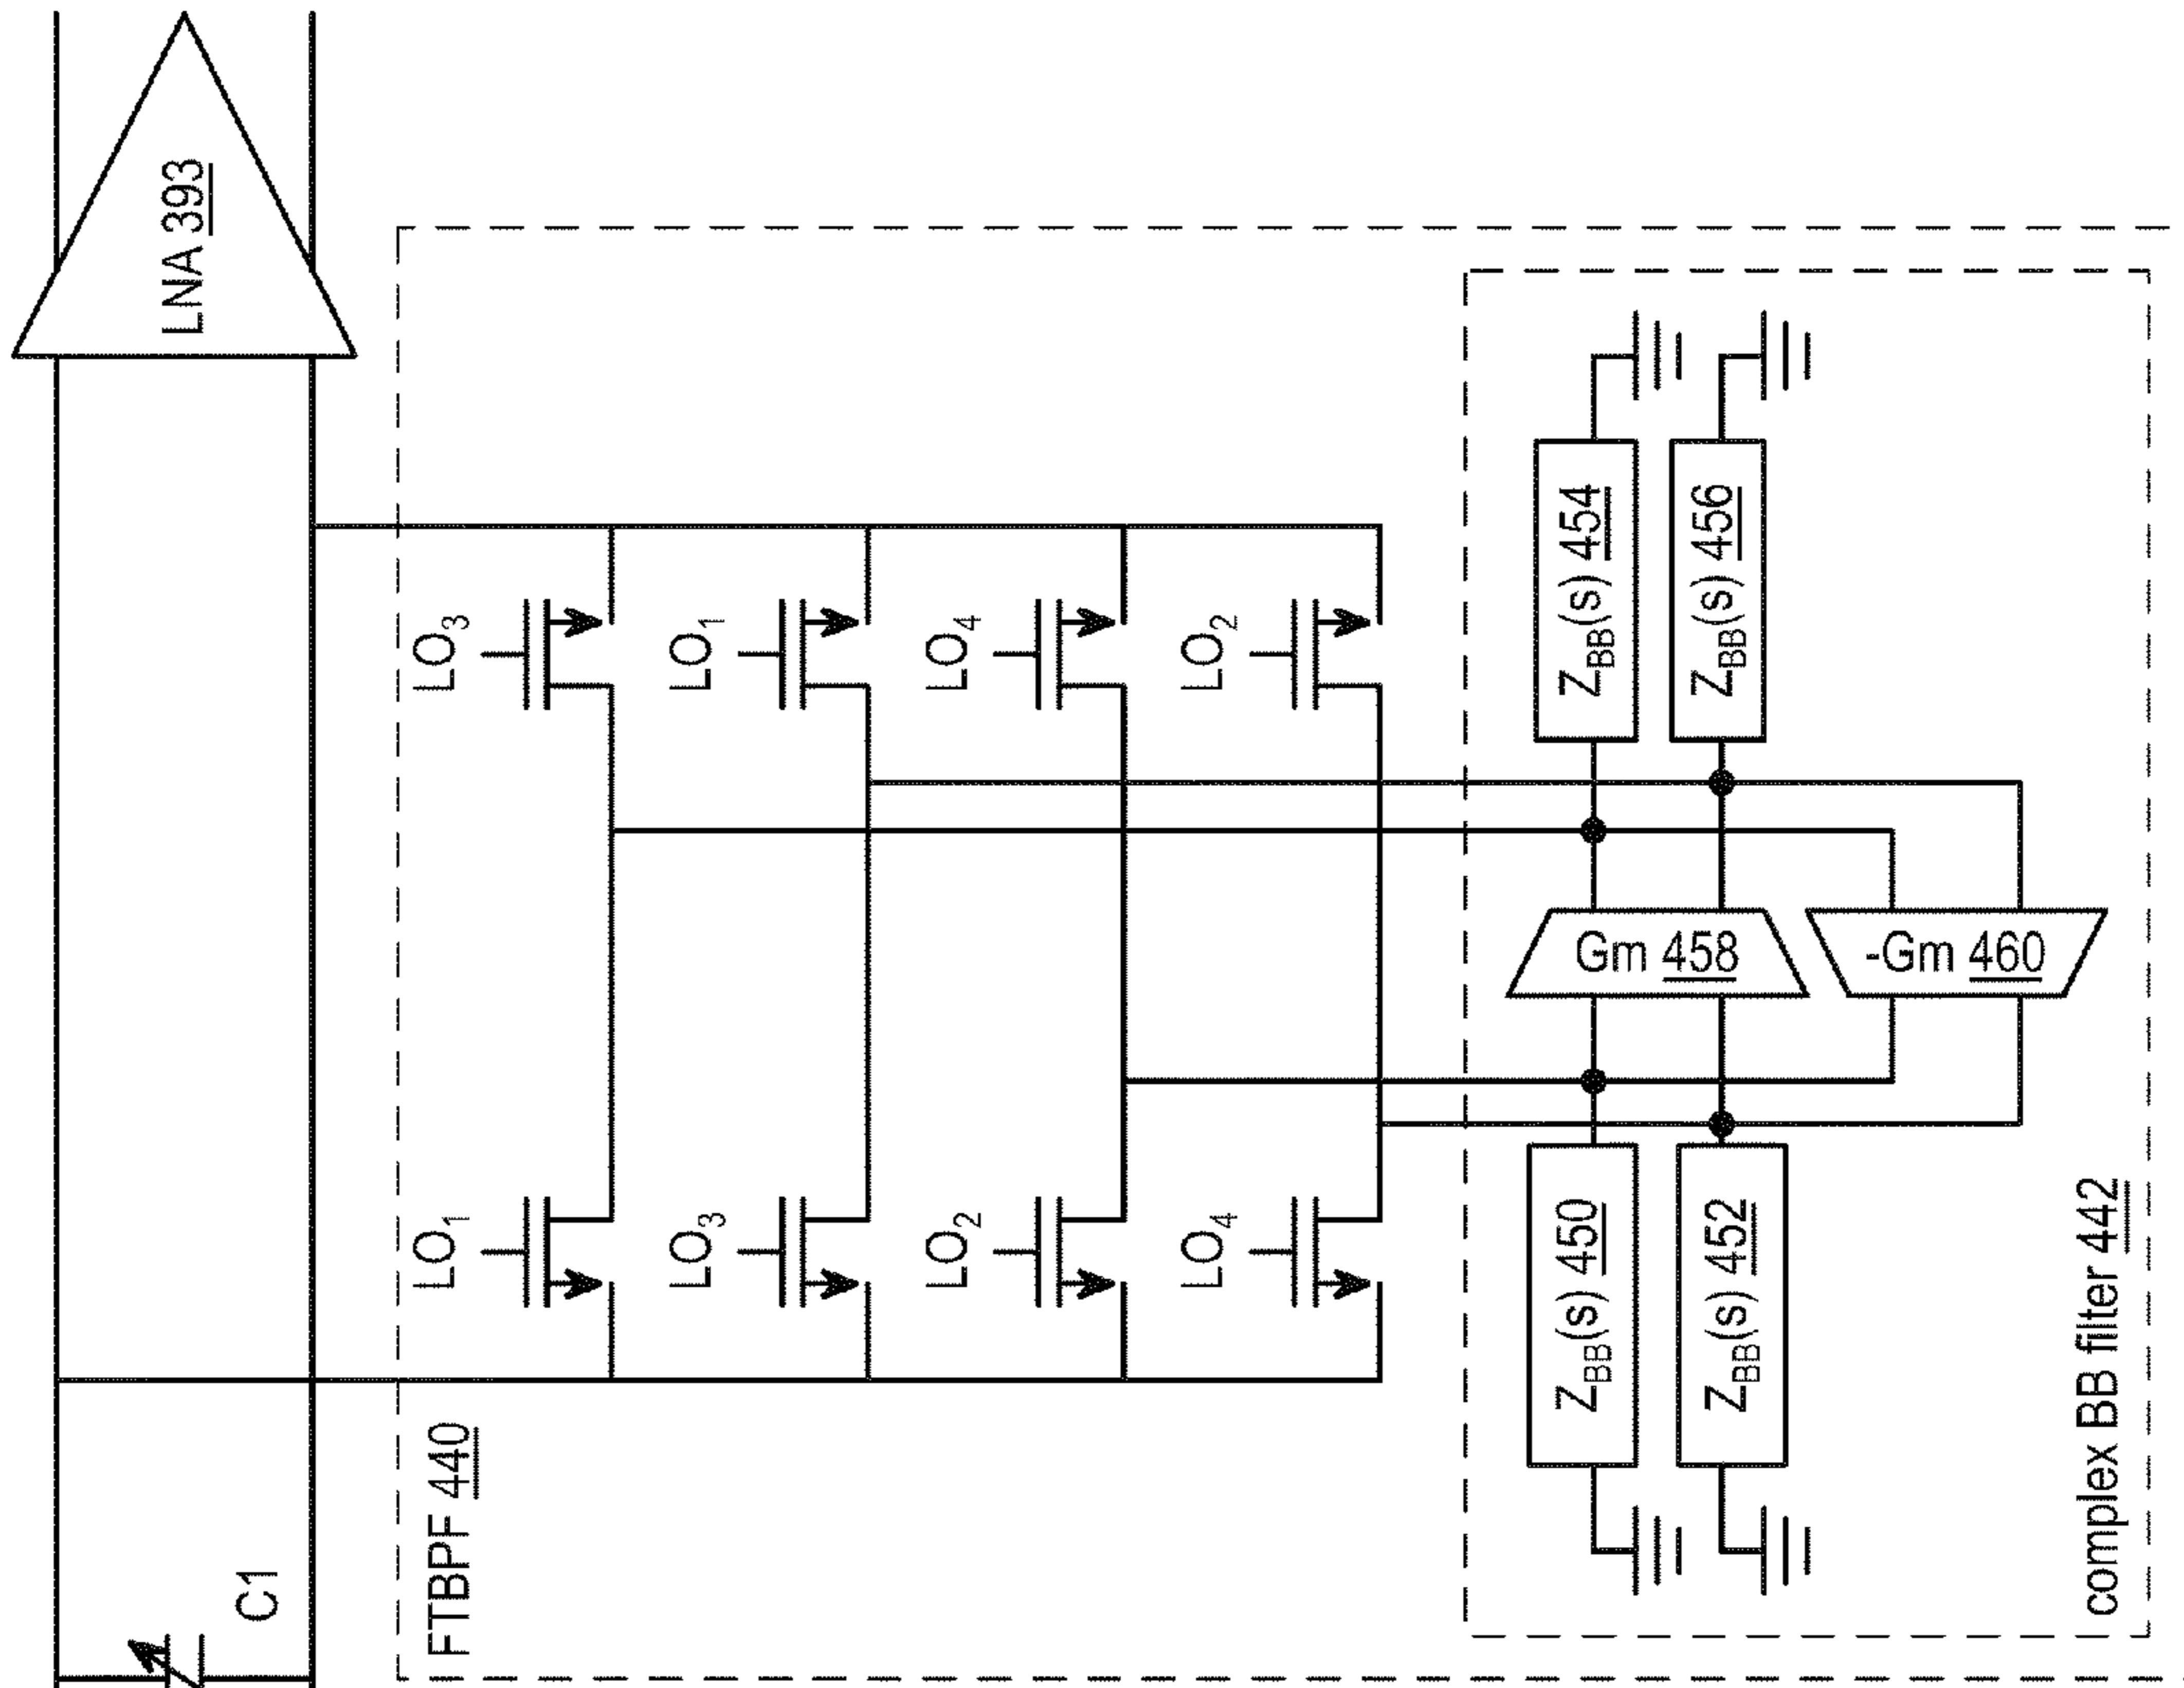 LNA 393
C1
FTBPF 440
LO1
LO3
LO3
LO1
LO2
LO4
LO4
LO2
ZBB(s) 450
ZBB(s) 452
Gm 458
-Gm 460
ZBB(s) 454
ZBB(s) 456
complex BB filter 442